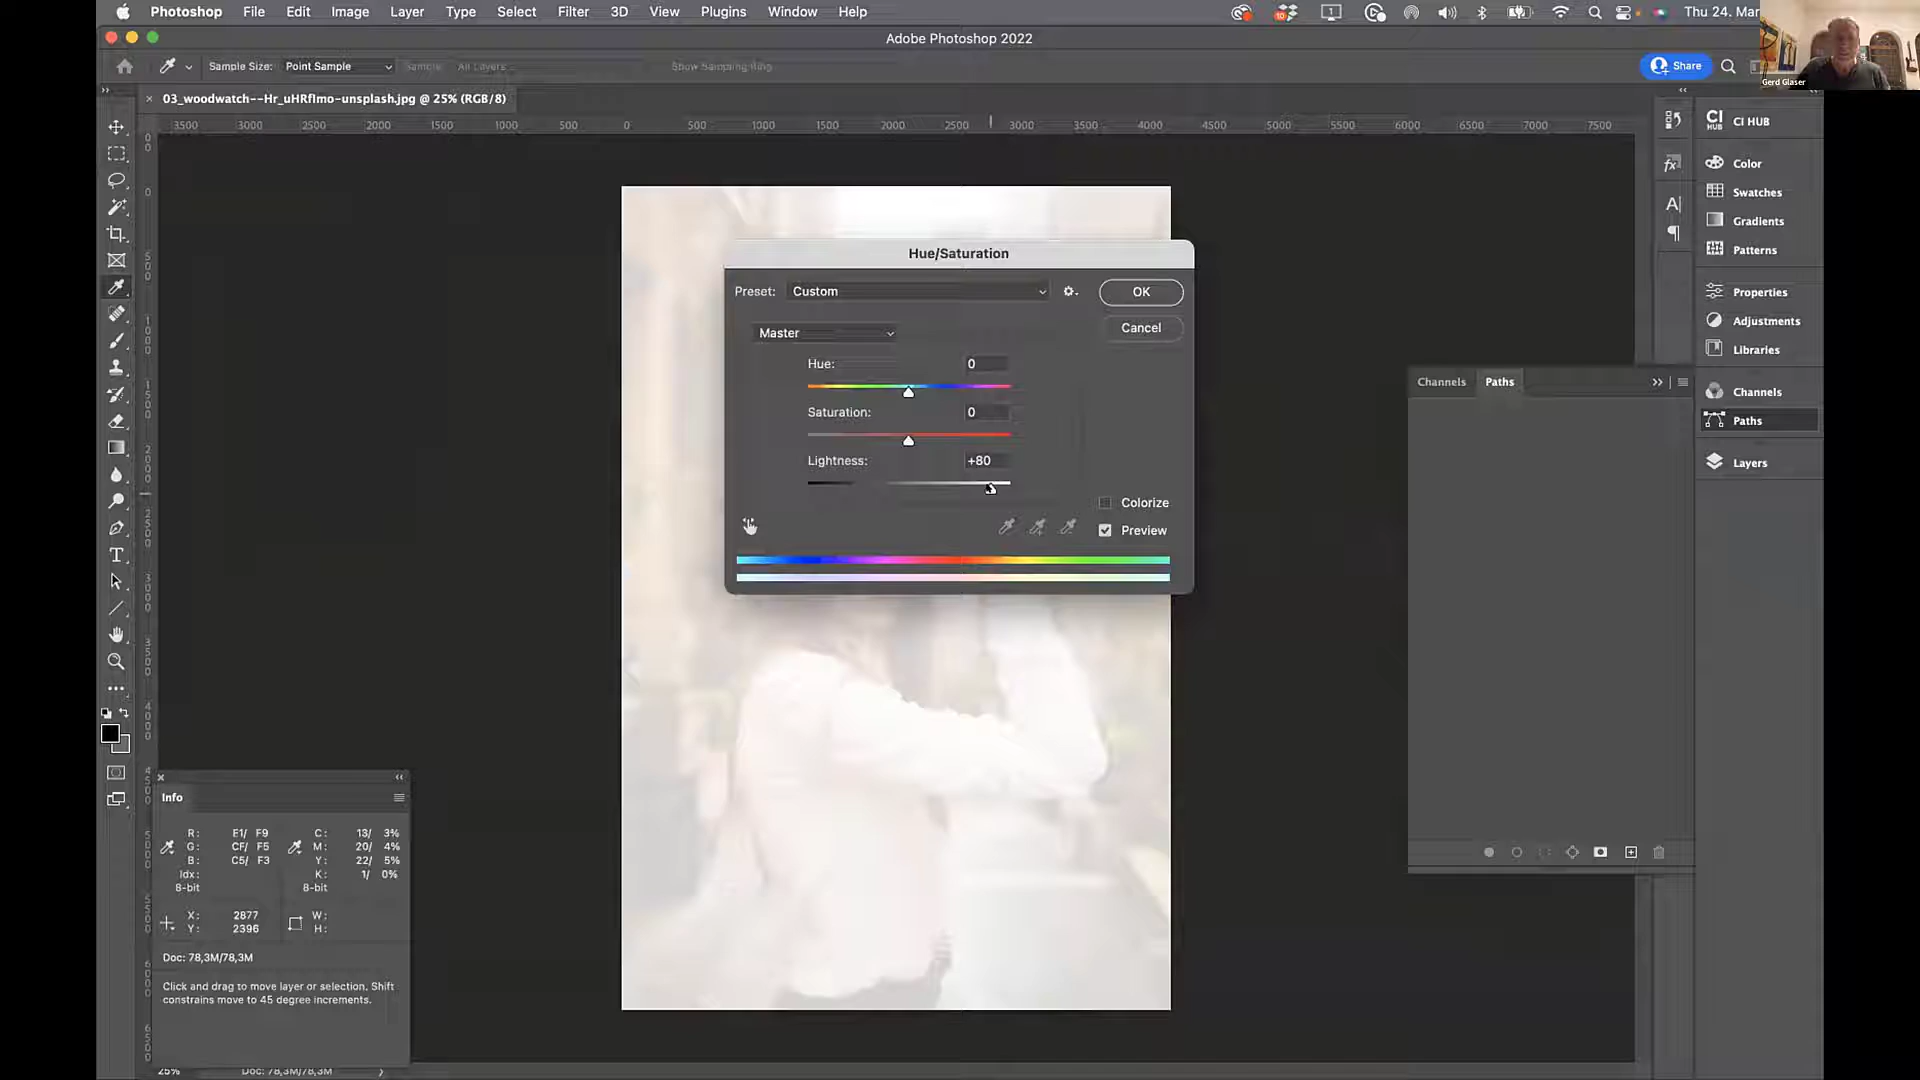 Photoshop File Edit Image Layer Type Select Filter 3D View Plugins Window Help
10 1 Thu 24. Mar
Adobe Photoshop 2022
Sample Size: Point Sample Sample: All Layers Show Sampling Ring
Share
Gerd Glaser
× 03_woodwatch--Hr_uHRfImo-unsplash.jpg @ 25% (RGB/8)
3500 3000 2500 2000 1500 1000 500 0 500 1000 1500 2000 2500 3000 3500 4000 4500 5000 5500 6000 6500 7000 7500
CI HUB
CI HUB
Color
Swatches
Gradients
Patterns
Properties
Adjustments
Libraries
Channels
Paths
Layers
Hue/Saturation
Preset: Custom OK
Cancel
Master
Hue: 0
Saturation: 0
Lightness: +80
Colorize
Preview
Channels Paths
Info
R: E1/ F9 C: 13/ 3%
G: CF/ F5 M: 20/ 4%
B: C5/ F3 Y: 22/ 5%
Idx: K: 1/ 0%
8-bit 8-bit
X: 2877 W:
Y: 2396 H:
Doc: 78,3M/78,3M
Click and drag to move layer or selection. Shift
constrains move to 45 degree increments.
25% Doc: 78,3M/78,3M